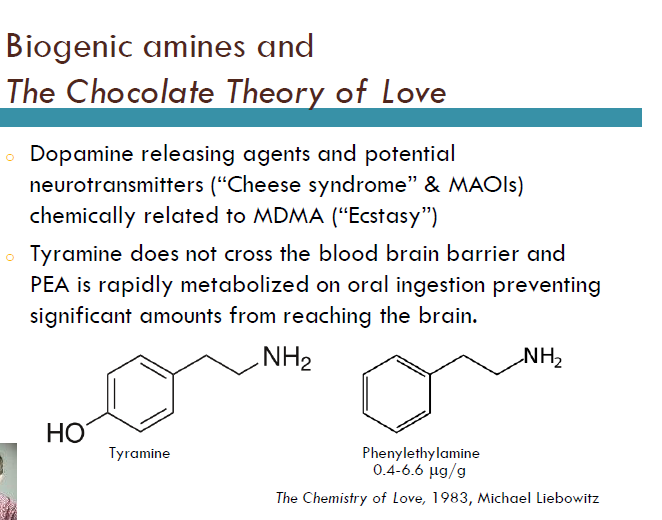 Biogenic amines and
The Chocolate Theory of Love
Dopamine releasing agents and potential
neurotransmitters (“Cheese syndrome” & MAOIs)
chemically related to MDMA (“Ecstasy”)
Tyramine does not cross the blood brain barrier and
PEA is rapidly metabolized on oral ingestion preventing
significant amounts from reaching the brain.
NH₂
HO
Tyramine
NH₂
Phenylethylamine
0.4-6.6 µg/g
The Chemistry of Love, 1983, Michael Liebowitz